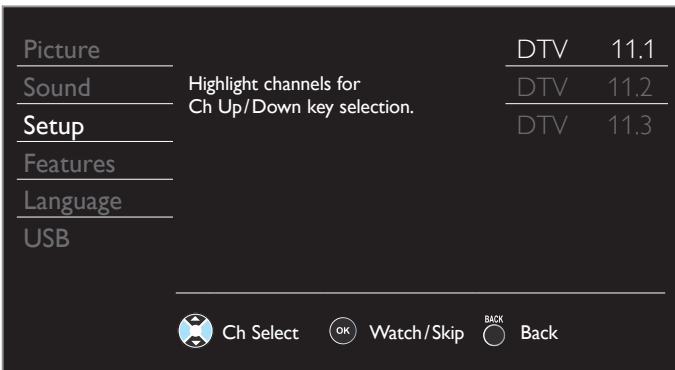 Picture
Sound
Setup
Features
Language
USB
Highlight channels for
Ch Up/Down key selection.
DTV 11.1
DTV 11.2
DTV 11.3
Ch Select OK Watch/Skip BACK Back